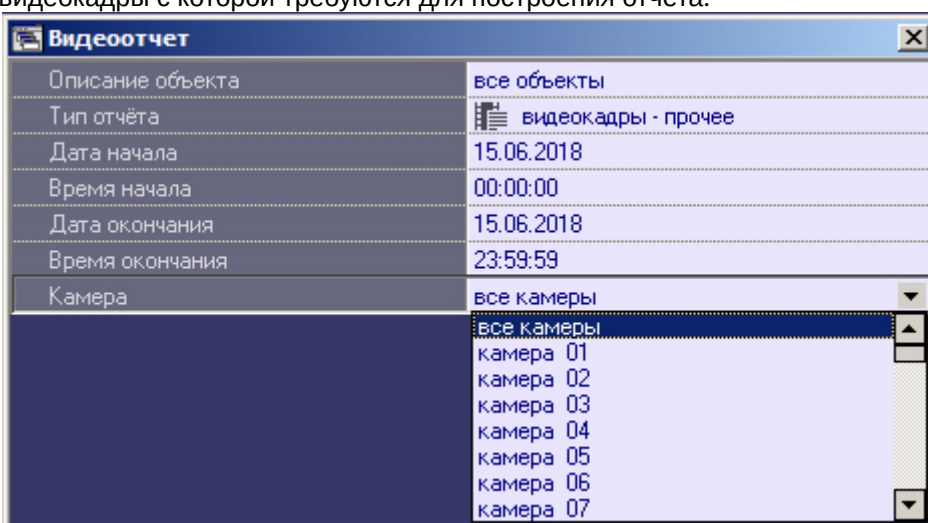 видеокадры с которой требуются для построения отчета.
Видеоотчет
Описание объекта все объекты
Тип отчёта видеокадры - прочее
Дата начала 15.06.2018
Время начала 00:00:00
Дата окончания 15.06.2018
Время окончания 23:59:59
Камера все камеры
все камеры
камера 01
камера 02
камера 03
камера 04
камера 05
камера 06
камера 07